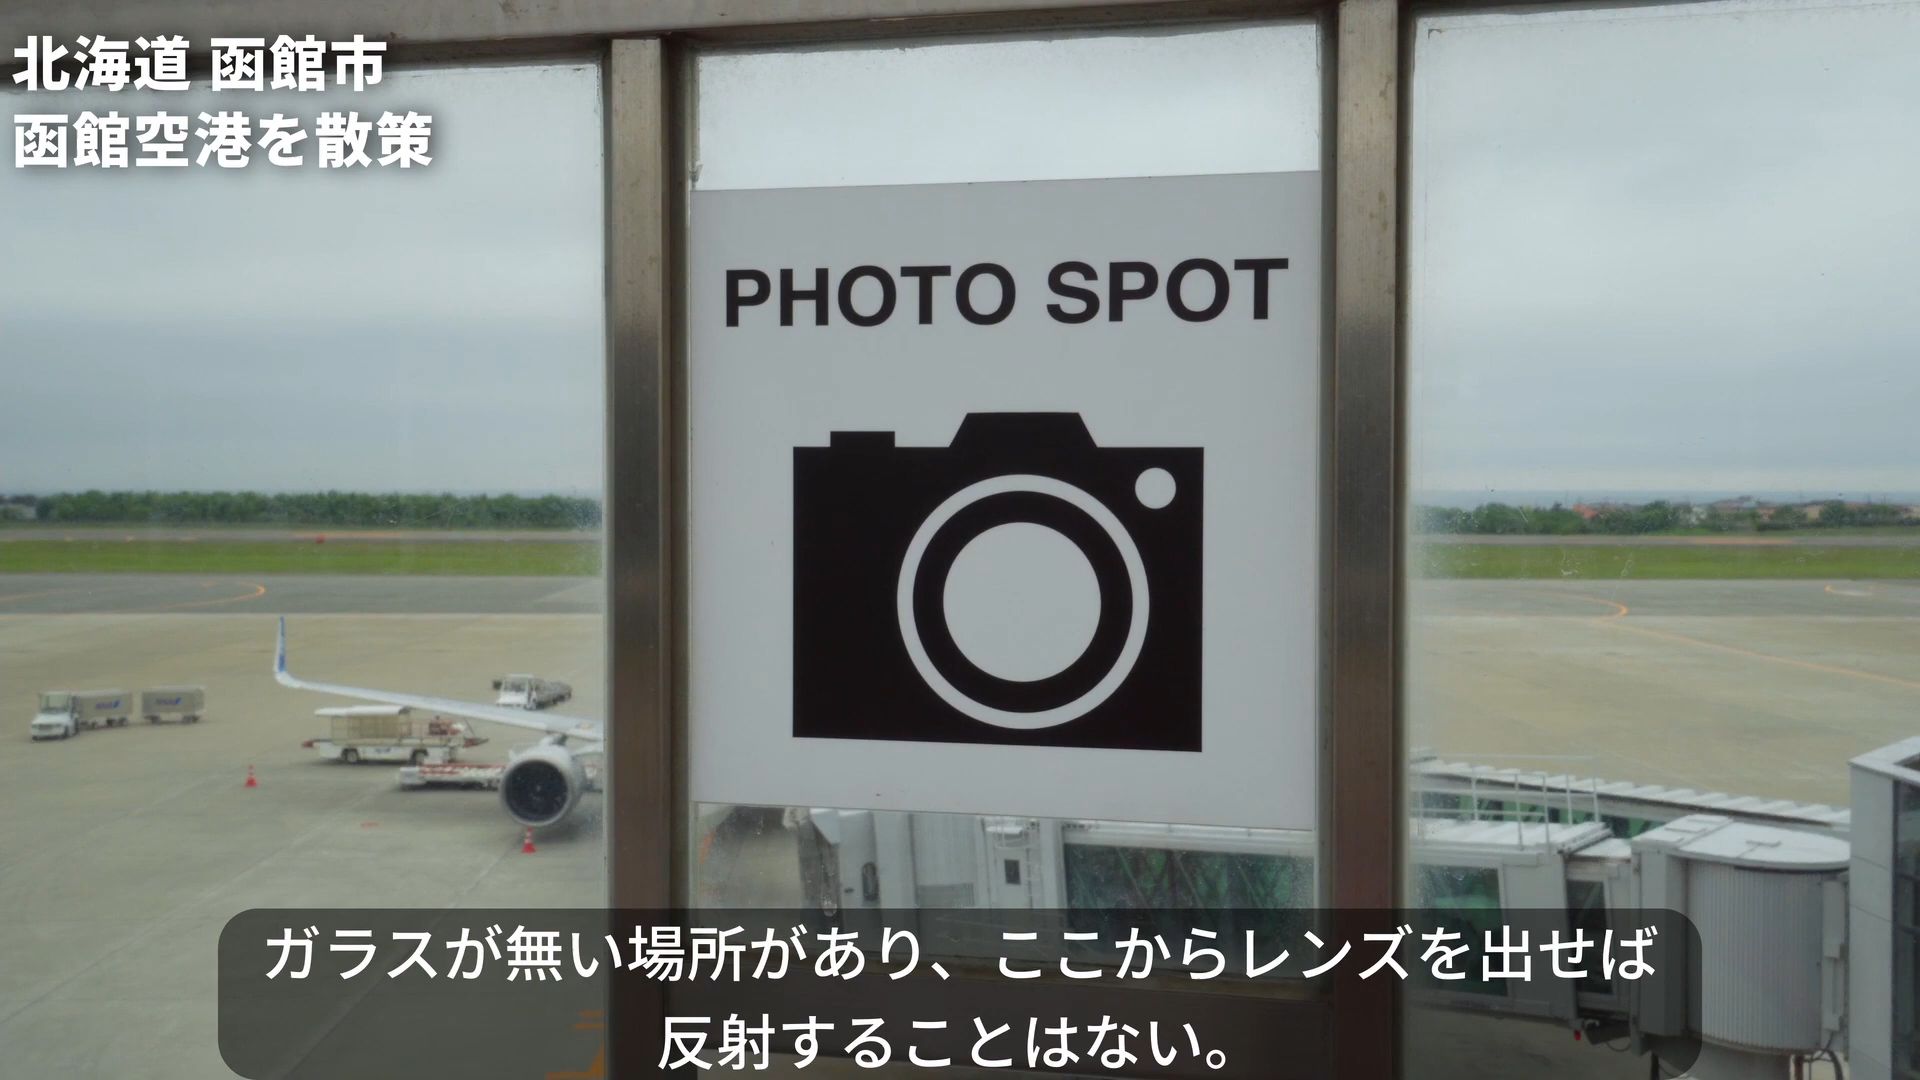 北海道 函館市
函館空港を散策
PHOTO SPOT
ガラスが無い場所があり、ここからレンズを出せば
反射することはない。